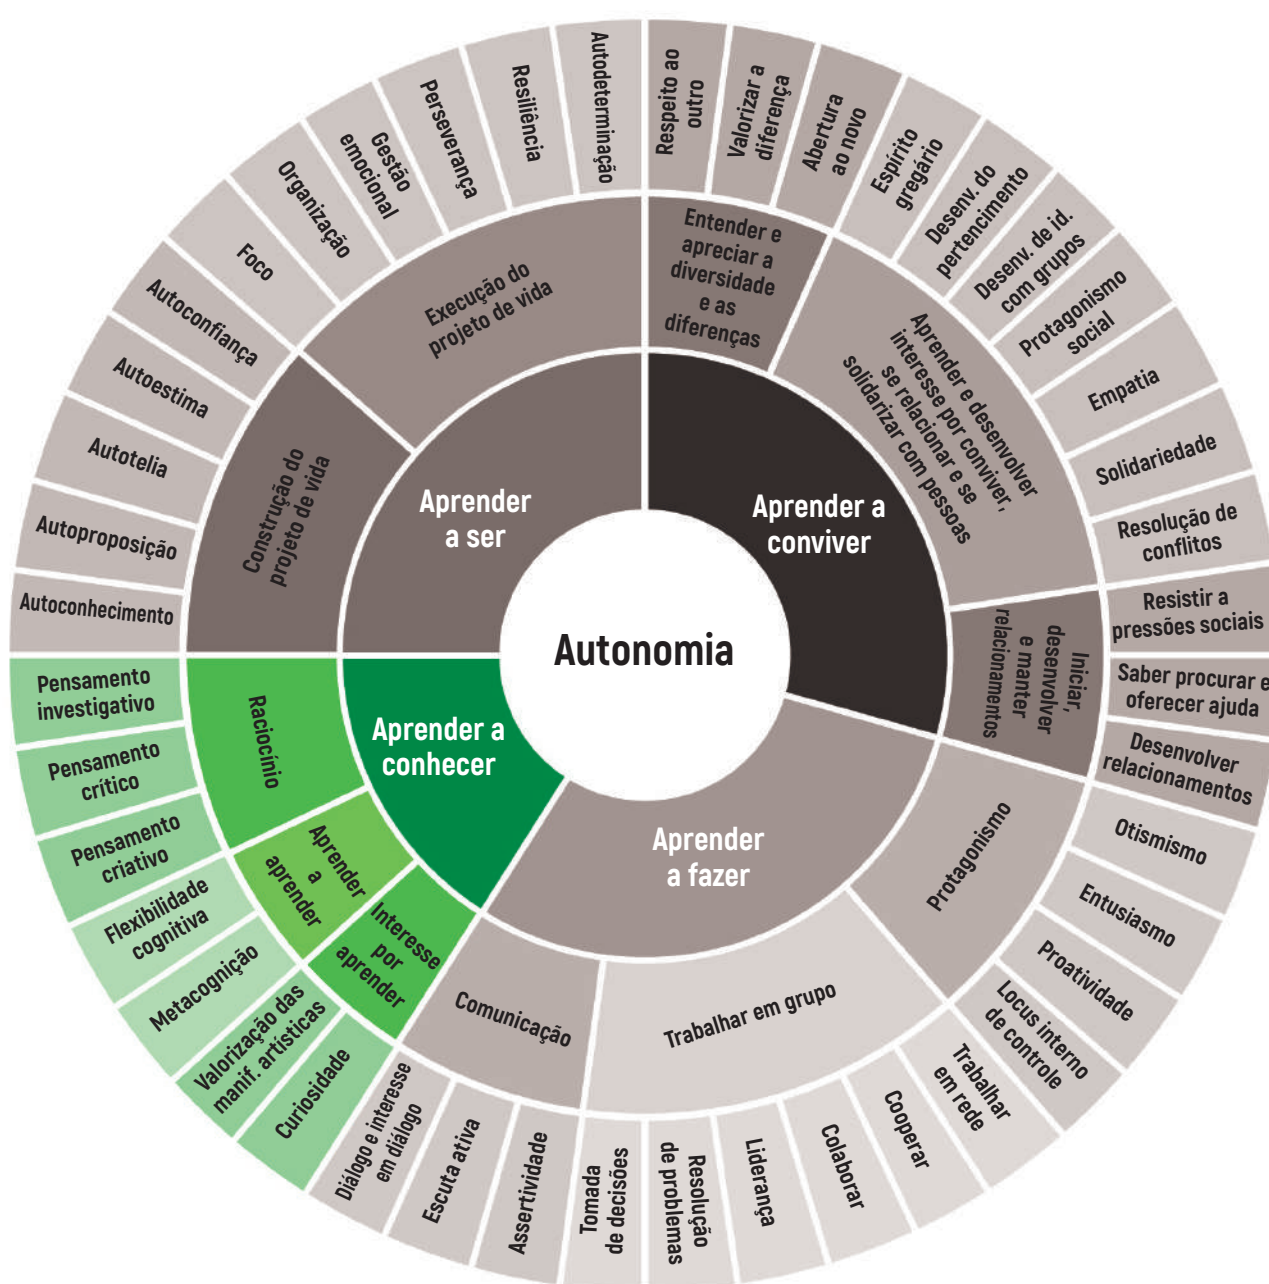 Autonomia
Aprender
a ser
Aprender a
conviver
Aprender
a fazer
Aprender a
conhecer
Execução do
projeto de vida
Construção do
projeto de vida
Entender e
apreciar a
diversidade
e as
diferenças
Aprender e desenvolver
interesse por conviver,
se relacionar e se
solidarizar com pessoas
Iniciar,
desenvolver
e manter
relacionamentos
Protagonismo
Trabalhar em grupo
Comunicação
Interesse
por
aprender
Aprender
a
aprender
Raciocínio
Respeito ao
outro
Valorizar a
diferença
Abertura
ao novo
Espírito
gregário
Desenv. do
pertencimento
Desenv. de id.
com grupos
Protagonismo
social
Empatia
Solidariedade
Resolução de
conflitos
Resistir a
pressões sociais
Saber procurar e
oferecer ajuda
Desenvolver
relacionamentos
Otismismo
Entusiasmo
Proatividade
Locus interno
de controle
Trabalhar
em rede
Cooperar
Colaborar
Liderança
Resolução
de problemas
Tomada
de decisões
Assertividade
Escuta ativa
Diálogo e interesse
em diálogo
Curiosidade
Valorização das
manif. artísticas
Metacognição
Flexibilidade
cognitiva
Pensamento
criativo
Pensamento
crítico
Pensamento
investigativo
Autoconhecimento
Autoproposição
Autotelia
Autoestima
Autoconfiança
Foco
Organização
Gestão
emocional
Perseverança
Resiliência
Autodeterminação